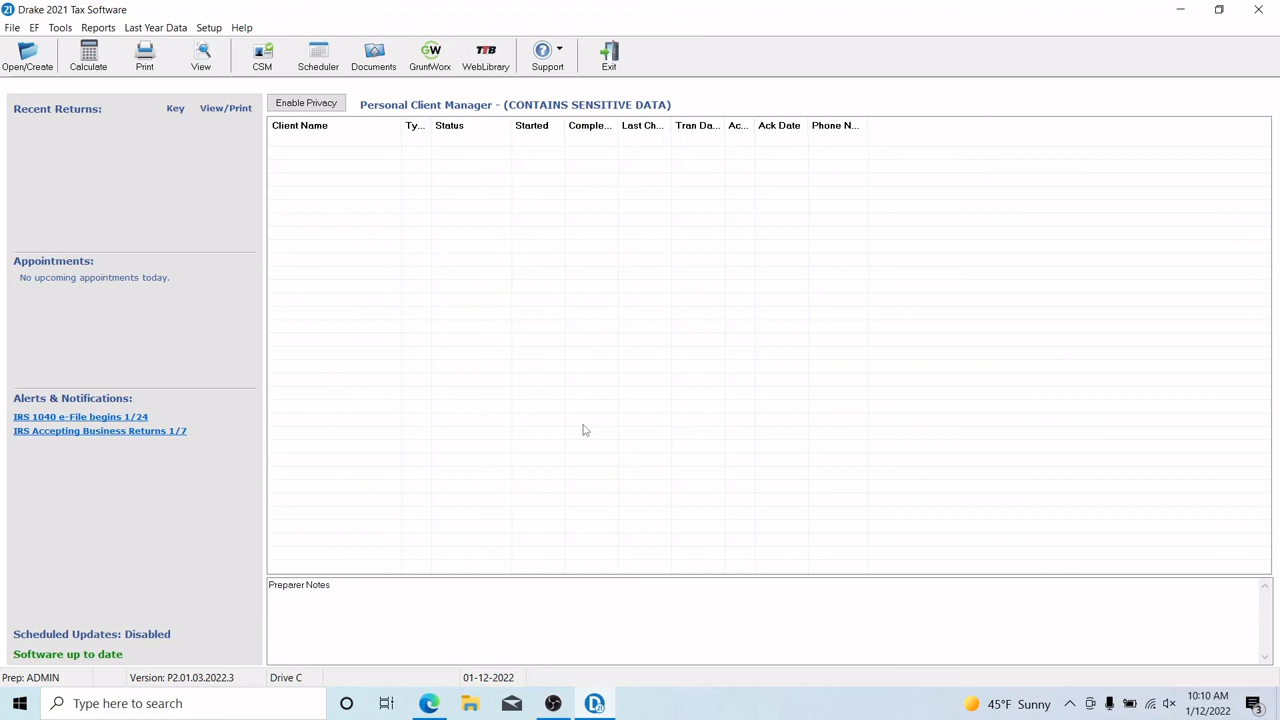 21 Drake 2021 Tax Software
File EF Tools Reports Last Year Data Setup Help
GW TTB
Open/Create Calculate Print View CSM Scheduler Documents GruntWorx WebLibrary Support Exit
Recent Returns: Key View/Print
Enable Privacy Personal Client Manager - (CONTAINS SENSITIVE DATA)
Client Name Ty... Status Started Comple... Last Ch... Tran Da... Ac... Ack Date Phone N...
Appointments:
No upcoming appointments today.
Alerts & Notifications:
IRS 1040 e-File begins 1/24
IRS Accepting Business Returns 1/7
Preparer Notes
Scheduled Updates: Disabled
Software up to date
Prep: ADMIN Version: P2.01.03.2022.3 Drive C 01-12-2022
Type here to search
45°F Sunny
10:10 AM
1/12/2022
3